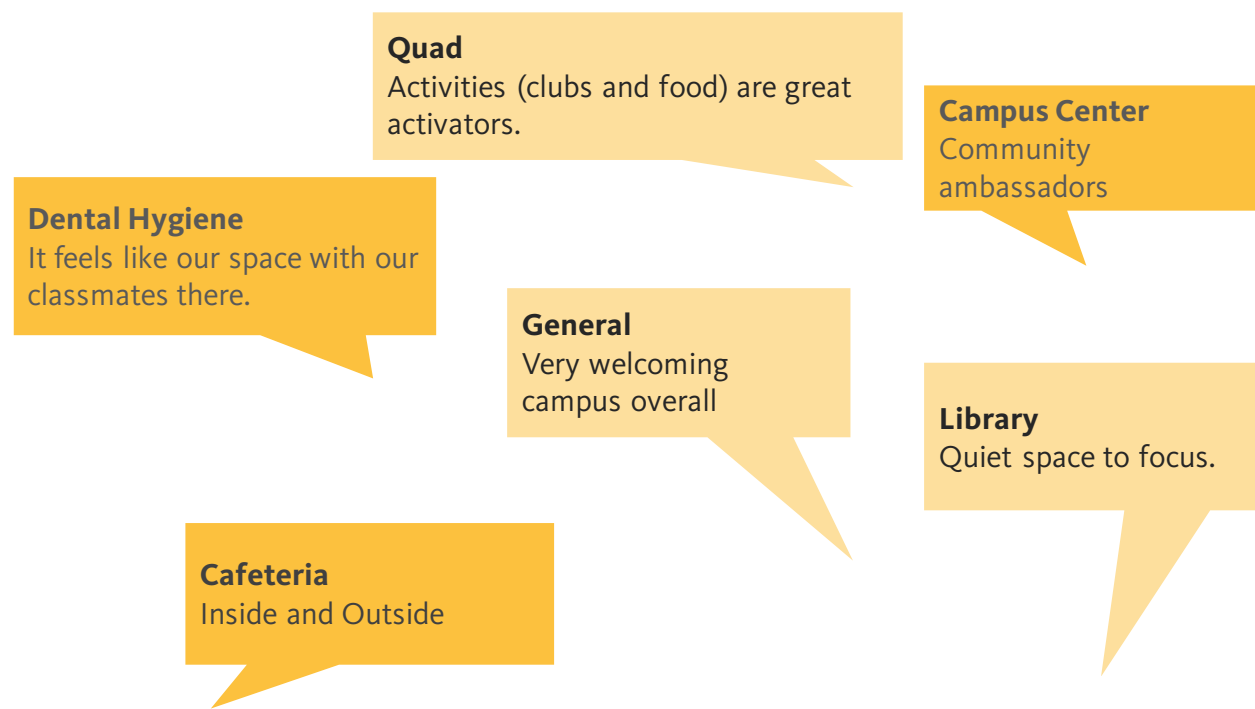 Quad
Activities (clubs and food) are great
activators.
Campus Center
Community
ambassadors
Dental Hygiene
It feels like our space with our
classmates there.
General
Very welcoming
campus overall
Library
Quiet space to focus.
Cafeteria
Inside and Outside